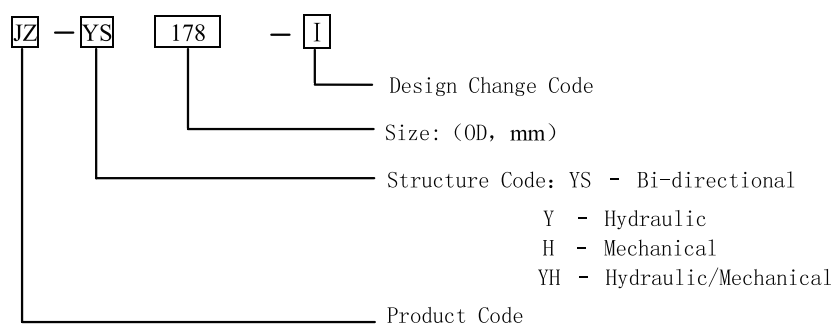 JZ - YS 178 - I
Design Change Code
Size:（OD, mm）
Structure Code: YS - Bi-directional
Y - Hydraulic
H - Mechanical
YH - Hydraulic/Mechanical
Product Code